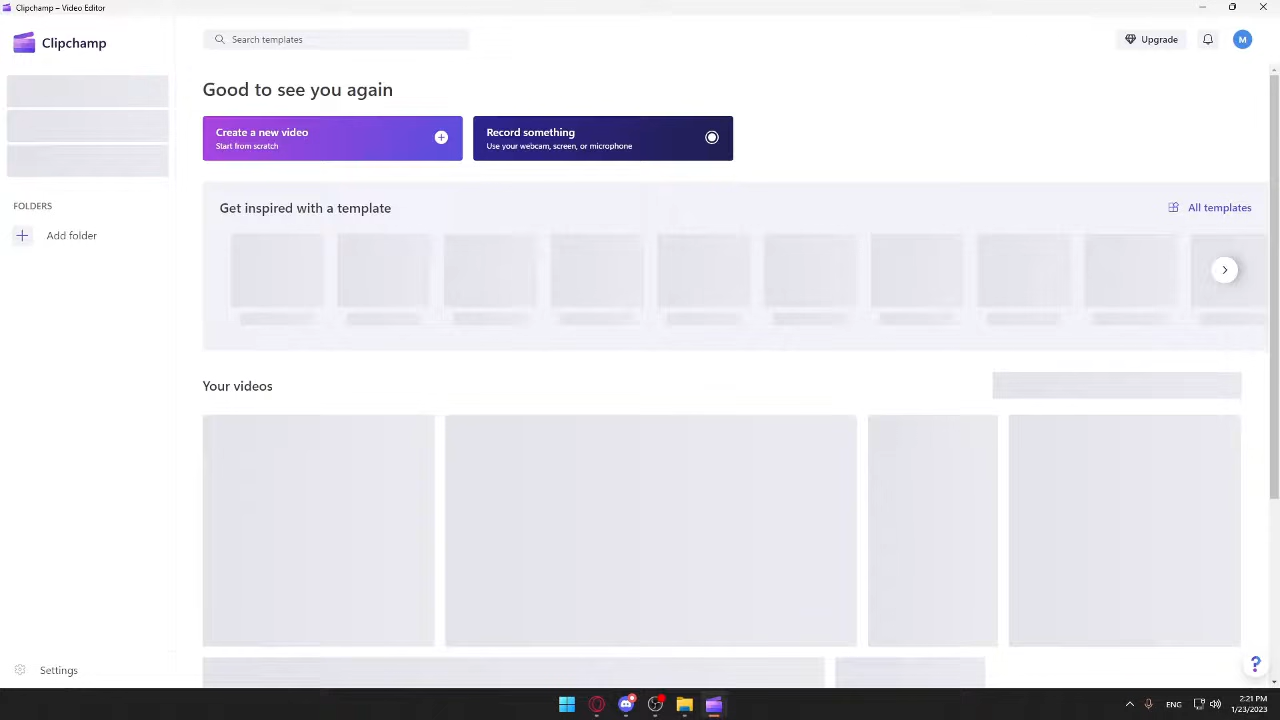 Clipchamp – Video Editor
Clipchamp
Search templates
Upgrade
M
Good to see you again
Create a new video
Start from scratch
Record something
Use your webcam, screen, or microphone
Get inspired with a template
All templates
FOLDERS
Add folder
Your videos
Settings
?
ENG
2:21 PM
1/23/2023